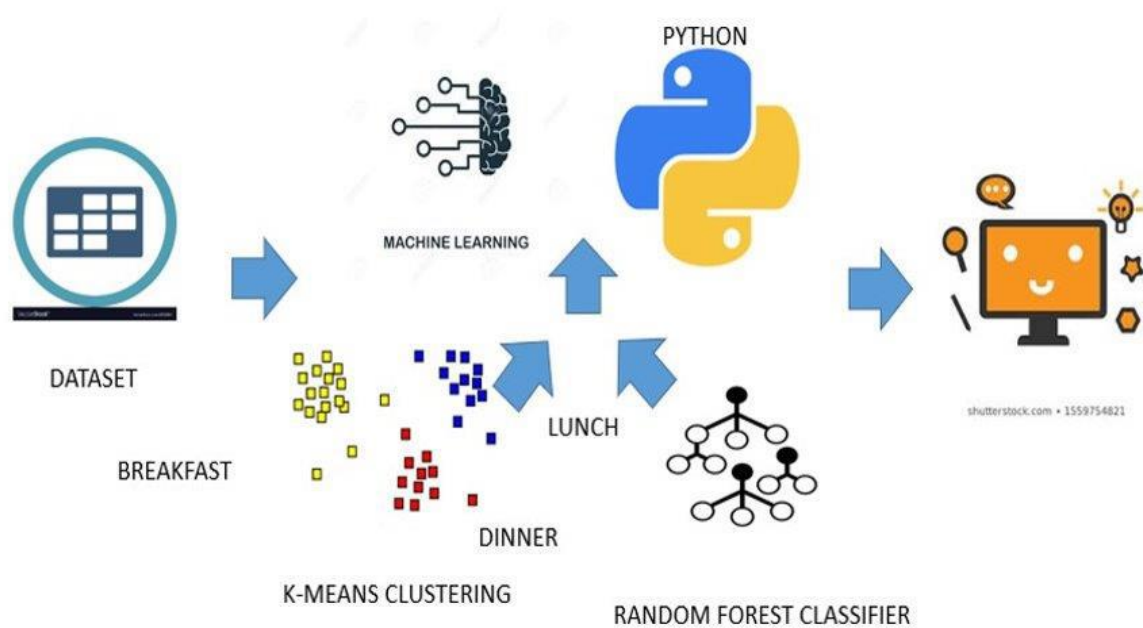 PYTHON
MACHINE LEARNING
DATASET
BREAKFAST
LUNCH
DINNER
K-MEANS CLUSTERING
RANDOM FOREST CLASSIFIER
shutterstock.com • 1559754821